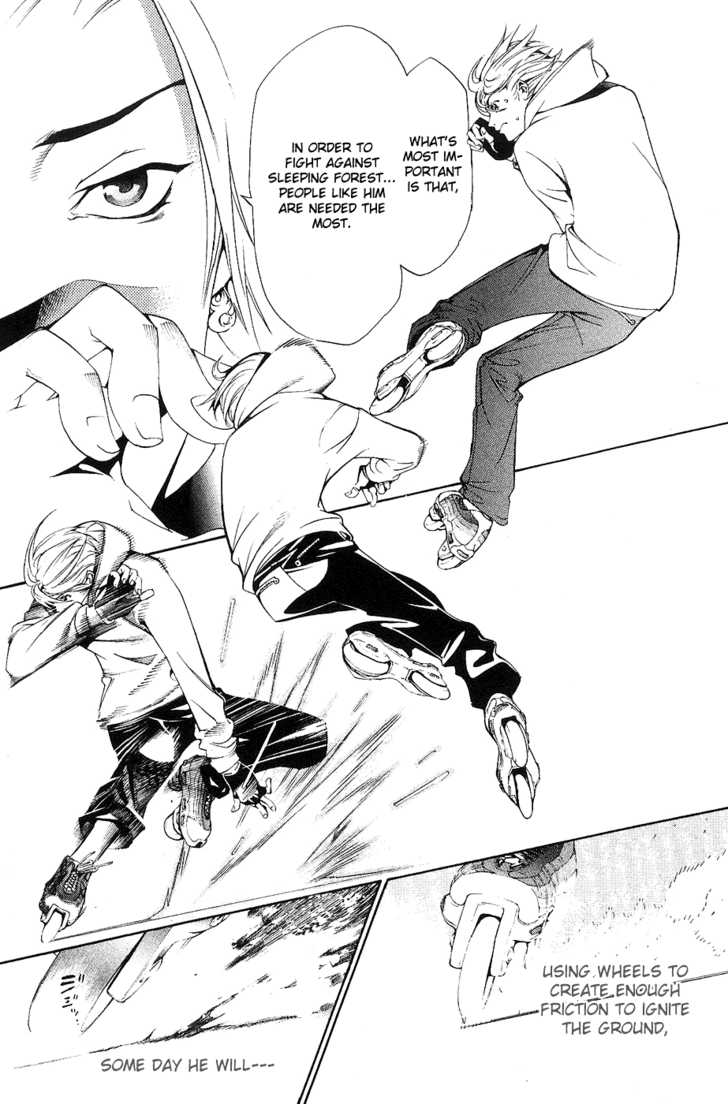 WHAT'S
MOST IM-
PORTANT
IS THAT,
IN ORDER TO
FIGHT AGAINST
SLEEPING FOREST...
PEOPLE LIKE HIM
ARE NEEDED THE
MOST.
USING WHEELS TO
CREATE ENOUGH
FRICTION TO IGNITE
THE GROUND,
SOME DAY HE WILL---